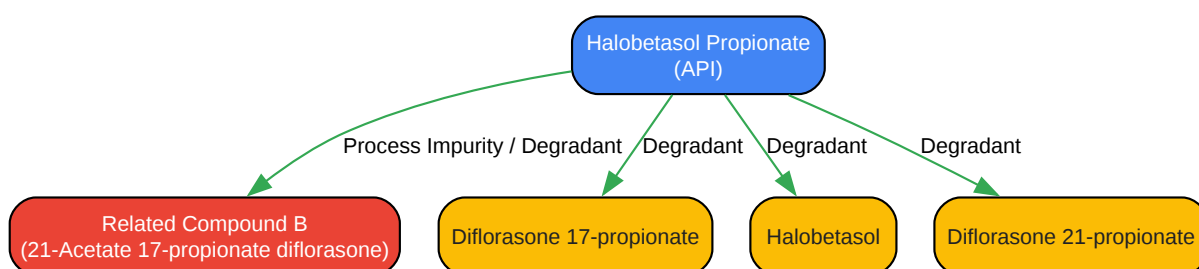 Halobetasol Propionate
(API)
Process Impurity / Degradant
Degradant
Degradant
Degradant
Related Compound B
(21-Acetate 17-propionate diflorasone)
Diflorasone 17-propionate
Halobetasol
Diflorasone 21-propionate